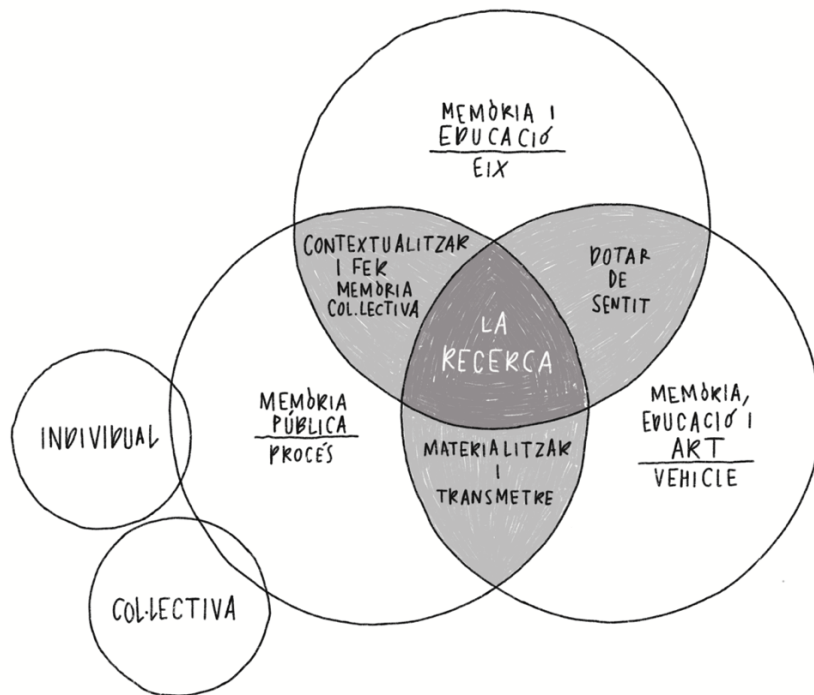 MEMÒRIA I
EDUCACIÓ
EIX
CONTEXTUALITZAR
I FER
MEMÒRIA
COL.LECTIVA
DOTAR
DE
SENTIT
LA
RECERCA
MEMÒRIA
PÚBLICA
PROCÉS
MEMÒRIA,
EDUCACIÓ I
ART
VEHICLE
MATERIALITZAR
I
TRANSMETRE
INDIVIDUAL
COL·LECTIVA